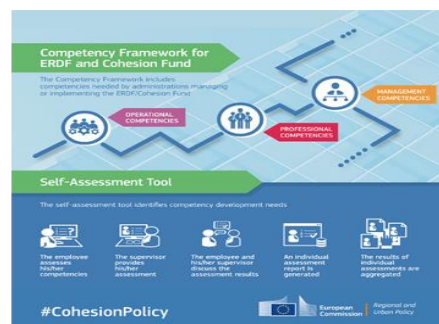 Competency Framework for
ERDF and Cohesion Fund
The Competency Framework includes
competencies needed by administrations managing
or implementing the ERDF/Cohesion Fund
MANAGEMENT
COMPETENCIES
OPERATIONAL
COMPETENCIES
PROFESSIONAL
COMPETENCIES
Self-Assessment Tool
The self-assessment tool identifies competency development needs
The employee
assesses
his/her
competencies
The supervisor
provides
his/her
assessment
The employee and
his/her supervisor
discuss the
assessment results
An individual
assessment
report is
generated
The results of
individual
assessments are
aggregated
#CohesionPolicy
European
Commission
Regional and
Urban Policy